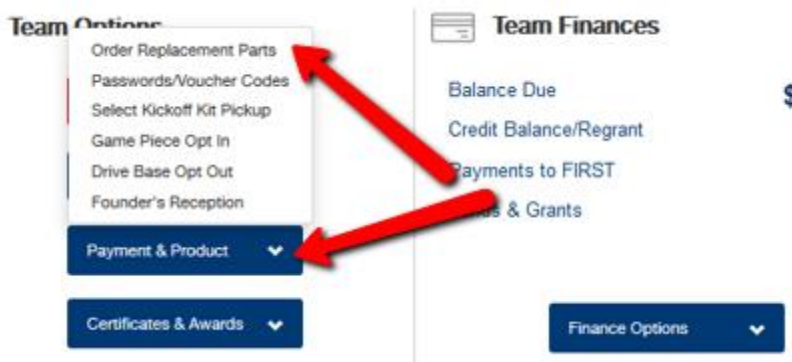 Team Options
Order Replacement Parts
Passwords/Voucher Codes
Select Kickoff Kit Pickup
Game Piece Opt In
Drive Base Opt Out
Founder's Reception
Payment & Product
Certificates & Awards
Team Finances
Balance Due
$
Credit Balance/Regrant
Payments to FIRST
& Grants
Finance Options